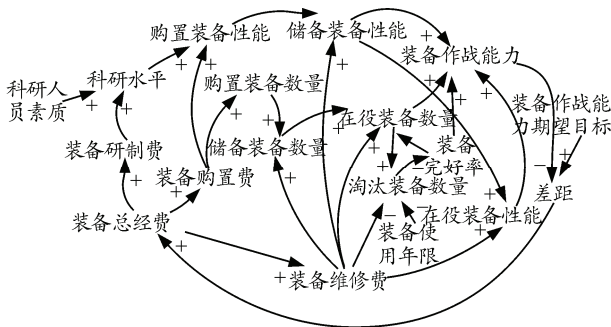 购置装备性能
储备装备性能
装备作战能力
科研人
员素质
科研水平
购置装备数量
装备作战能
力期望目标
储备装备数量
在役装备数量
装备
完好率
装备研制费
装备购置费
淘汰装备数量
差距
装备总经费
装备使
用年限
在役装备性能
装备维修费